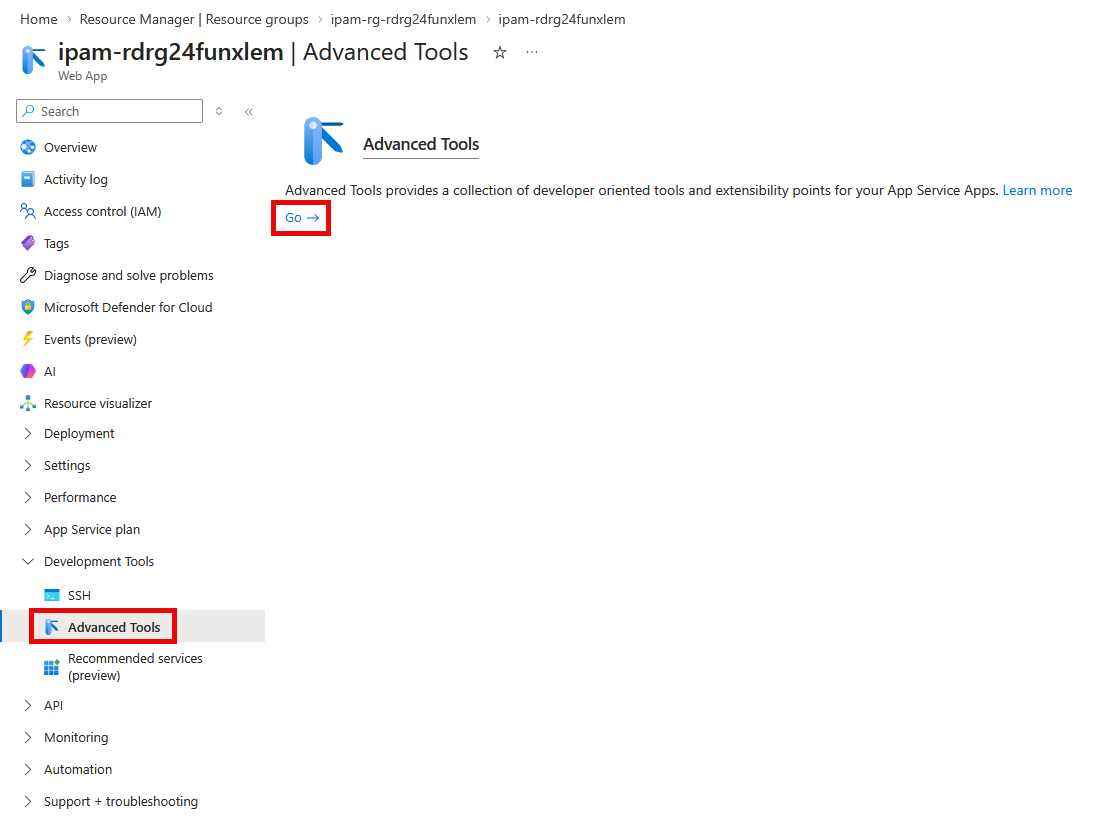 Home > Resource Manager | Resource groups > ipam-rg-rdrg24funxlem > ipam-rdrg24funxlem
ipam-rdrg24funxlem | Advanced Tools
Web App
Search
Overview
Activity log
Access control (IAM)
Tags
Diagnose and solve problems
Microsoft Defender for Cloud
Events (preview)
AI
Resource visualizer
Deployment
Settings
Performance
App Service plan
Development Tools
SSH
Advanced Tools
Recommended services
(preview)
API
Monitoring
Automation
Support + troubleshooting
Advanced Tools
Advanced Tools provides a collection of developer oriented tools and extensibility points for your App Service Apps. Learn more
Go →